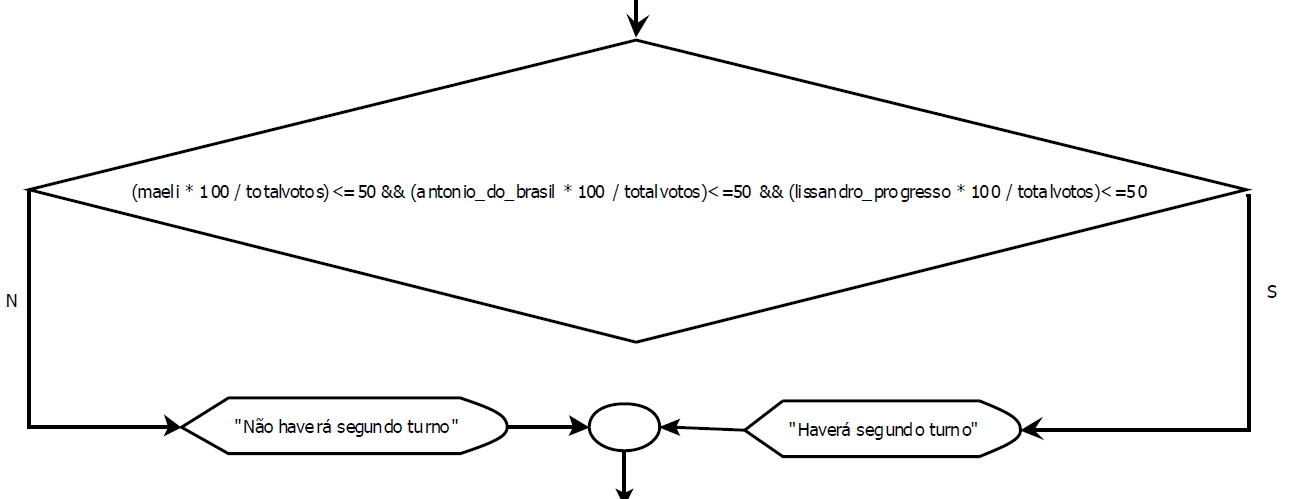 (maeli * 100 / totalvotos) <= 50 && (antonio_do_brasil * 100 / totalvotos)< =50 && (lissandro_progresso * 100 / totalvotos)< =50
N
S
"Não haverá segundo turno"
"Haverá segundo turno"